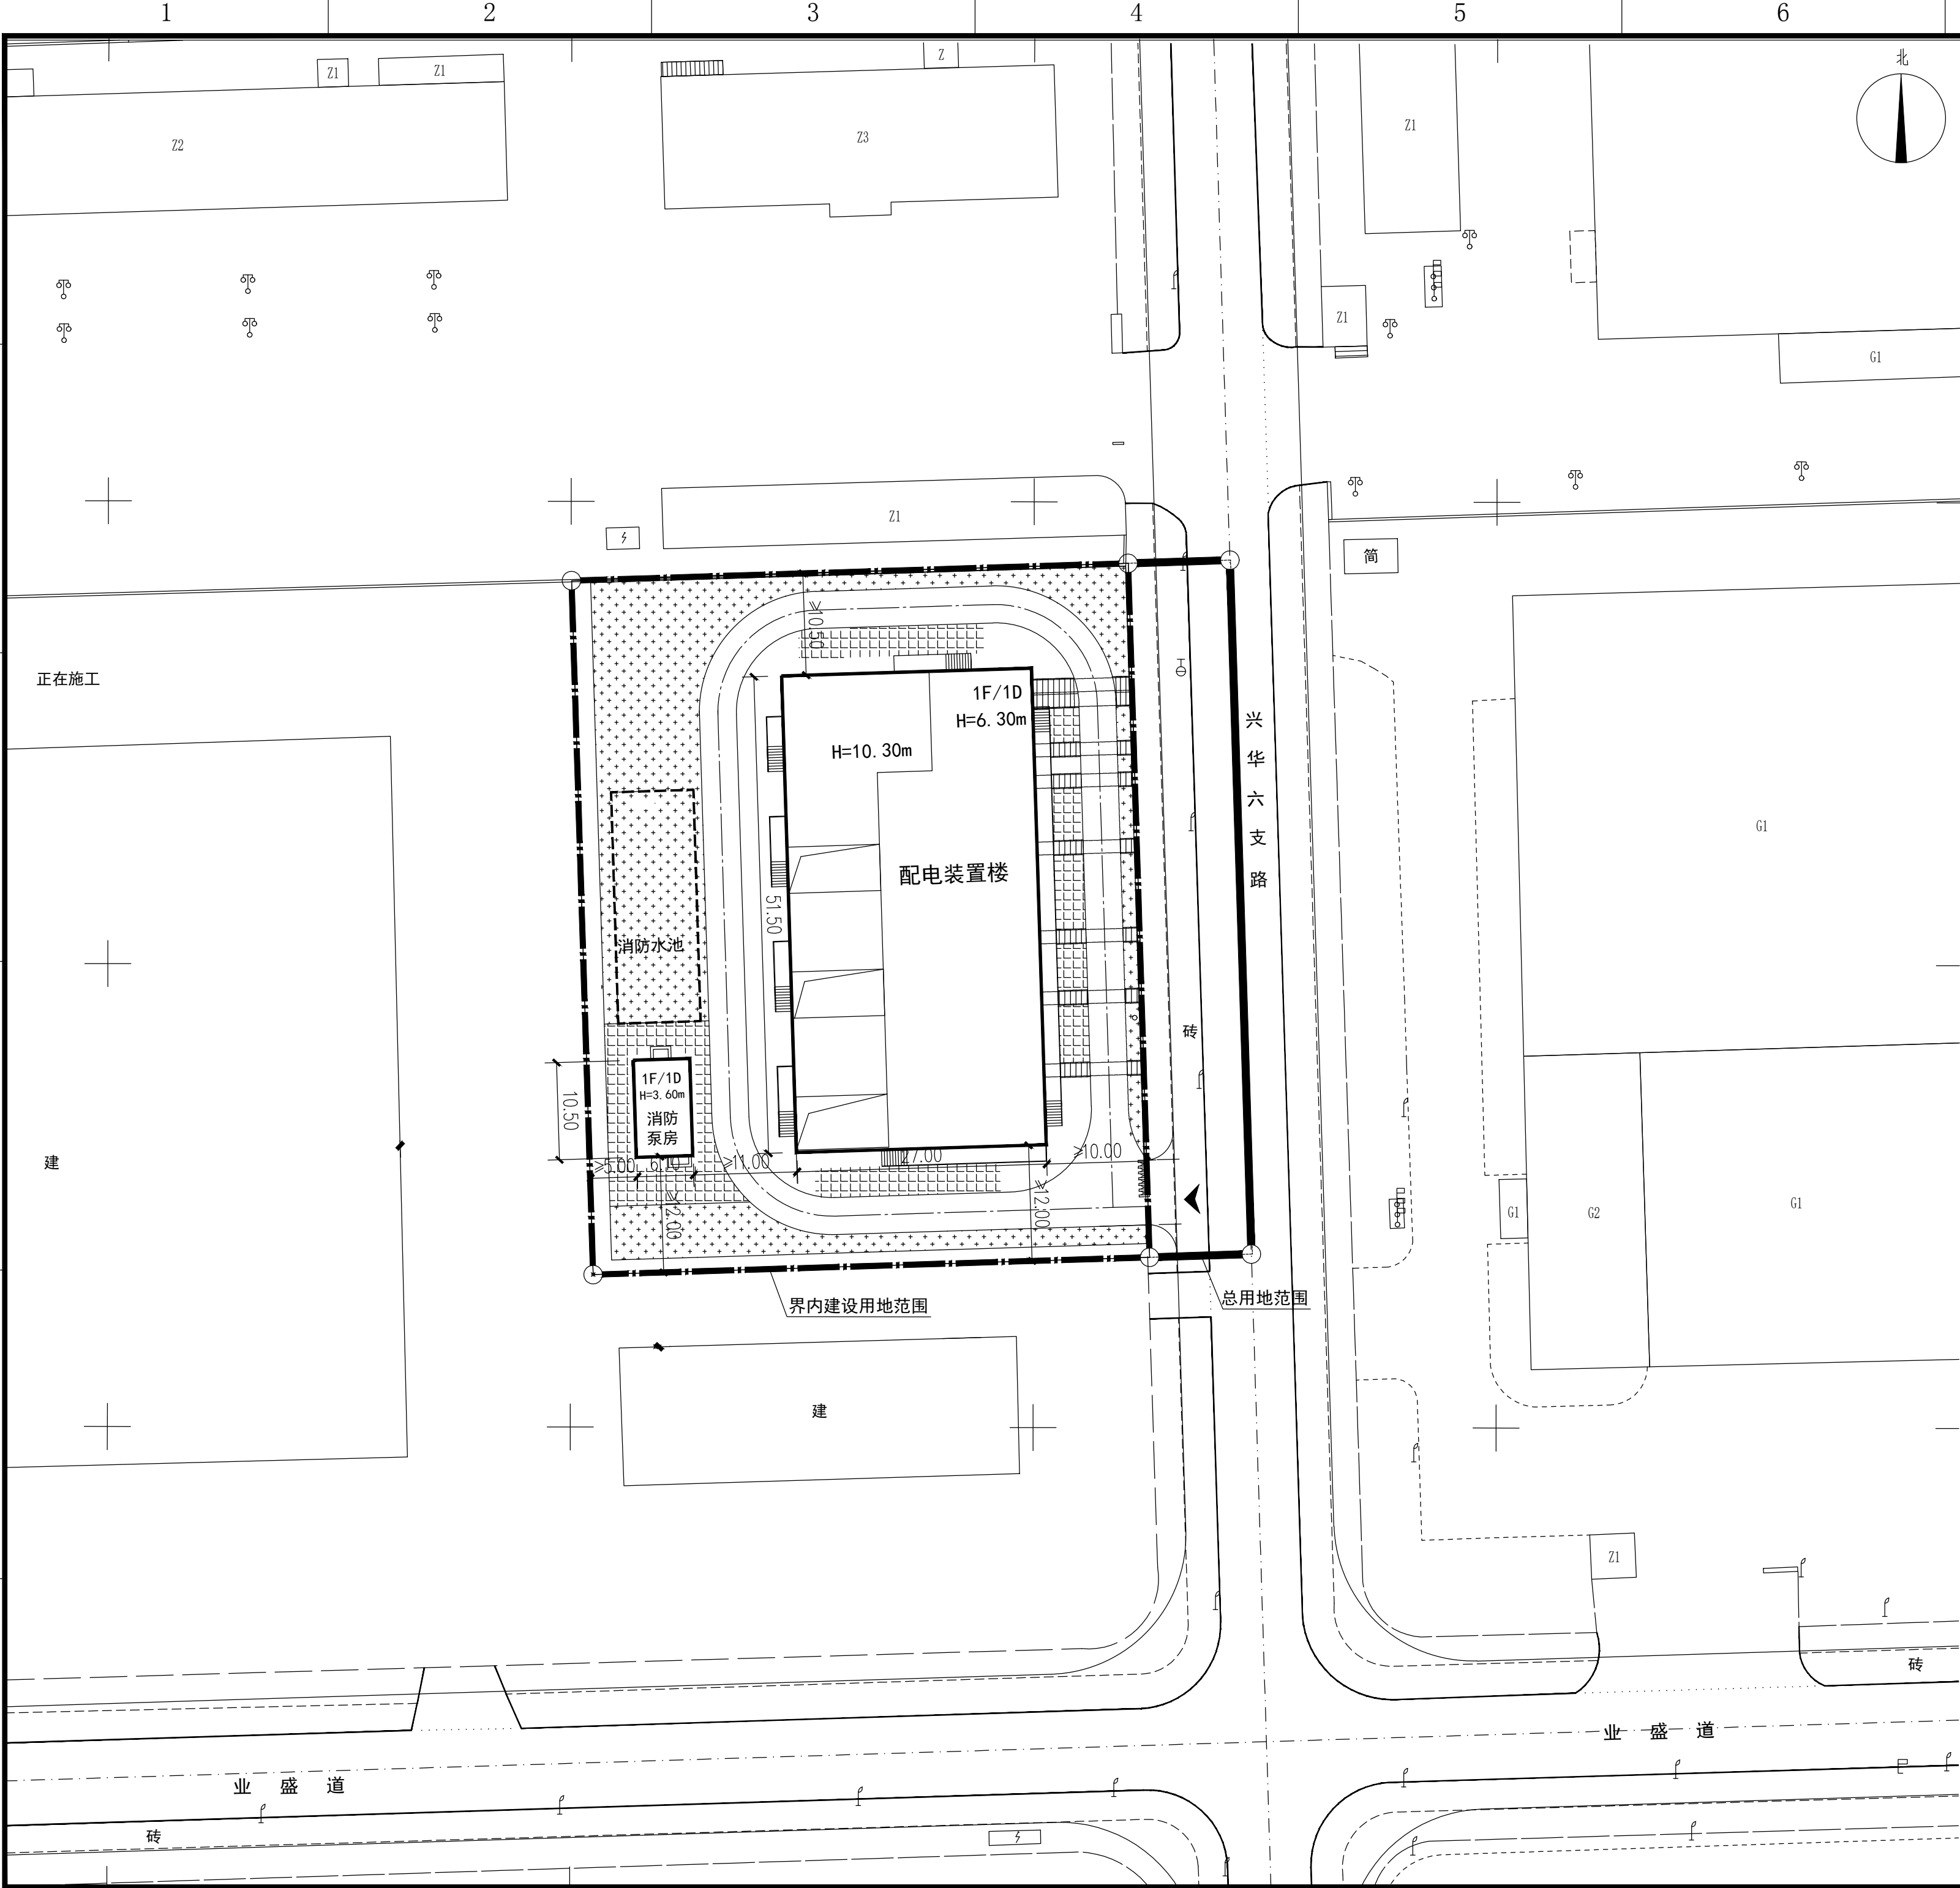 1 2 3 4 5 6
北
Z1
Z1
Z
Z2
Z3
Z1
Z1
G1
Z1
简
正在施工
≥10.50
1F/1D
H=6.30m
H=10.30m
兴华六支路
G1
配电装置楼
51.50
消防水池
砖
1F/1D
H=3.60m
消防
泵房
10.50
建
≥5.00
≥11.00
27.00
≥10.00
≥12.00
≥12.00
G1
G2
G1
界内建设用地范围
总用地范围
建
Z1
砖
业盛道
业盛道
砖